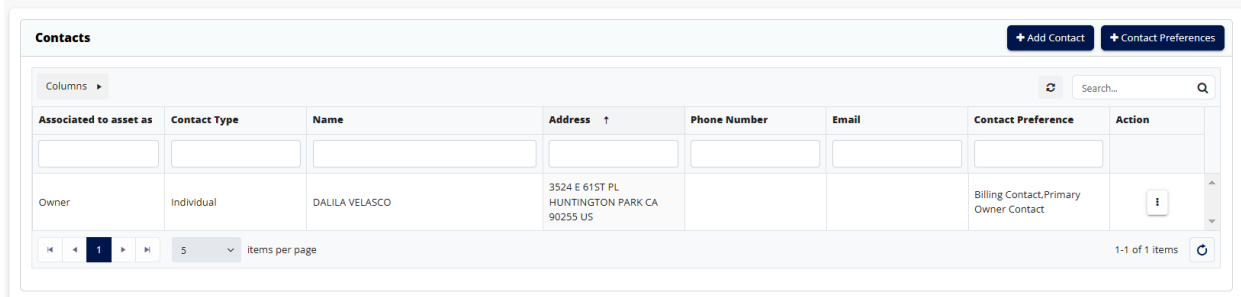 Contacts
+ Add Contact
+ Contact Preferences
Columns
Search...
Associated to asset as Contact Type Name Address ↑ Phone Number Email Contact Preference Action
Owner Individual DALILA VELASCO 3524 E 61ST PL
HUNTINGTON PARK CA
90255 US
Billing Contact,Primary
Owner Contact
1 5 items per page 1-1 of 1 items